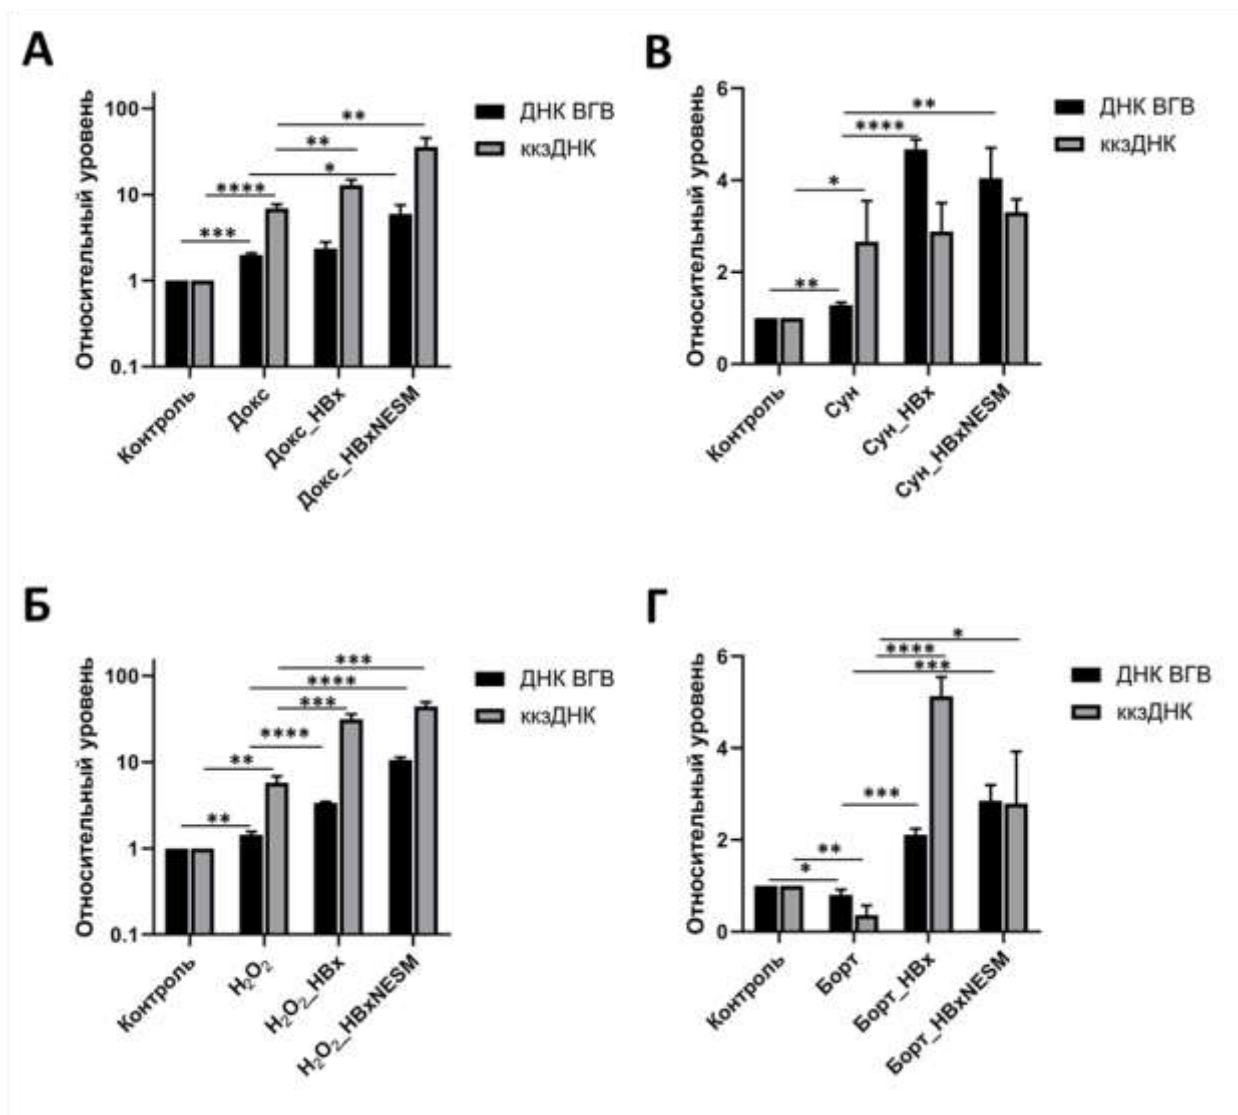 А
Относительный уровень
100
10
1
0.1
***
****
*
**
**
ДНК ВГВ
ккзДНК
Контроль
Докс
Докс_HBx
Докс_HBxNESM
В
Относительный уровень
6
4
2
0
**
*
****
**
ДНК ВГВ
ккзДНК
Контроль
Сун
Сун_HBx
Сун_HBxNESM
Б
Относительный уровень
100
10
1
0.1
**
**
****
***
****
***
ДНК ВГВ
ккзДНК
Контроль
H₂O₂
H₂O₂_HBx
H₂O₂_HBxNESM
Г
Относительный уровень
6
4
2
0
*
**
***
***
****
*
ДНК ВГВ
ккзДНК
Контроль
Борт
Борт_HBx
Борт_HBxNESM